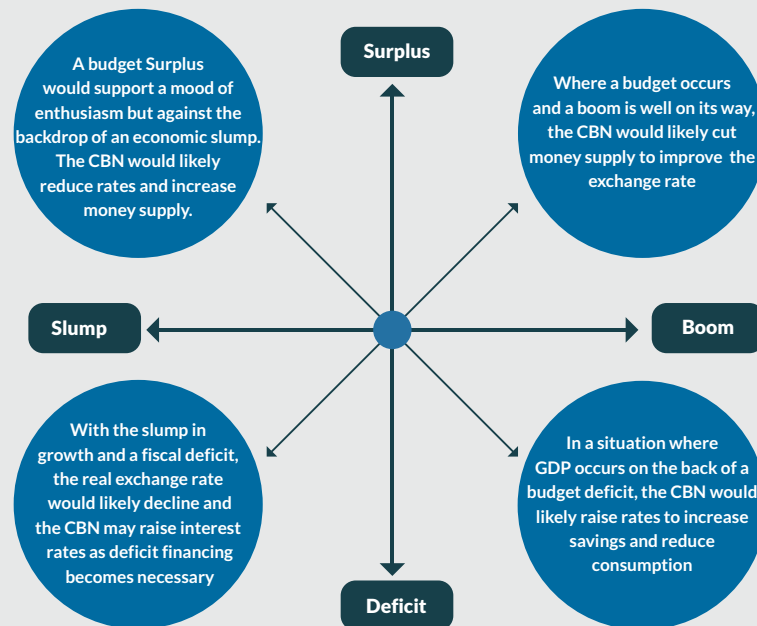 Surplus
A budget Surplus
would support a mood of
enthusiasm but against the
backdrop of an economic slump.
The CBN would likely
reduce rates and increase
money supply.
Where a budget occurs
and a boom is well on its way,
the CBN would likely cut
money supply to improve the
exchange rate
Slump
Boom
With the slump in
growth and a fiscal deficit,
the real exchange rate
would likely decline and
the CBN may raise interest
rates as deficit financing
becomes necessary
In a situation where
GDP occurs on the back of a
budget deficit, the CBN would
likely raise rates to increase
savings and reduce
consumption
Deficit